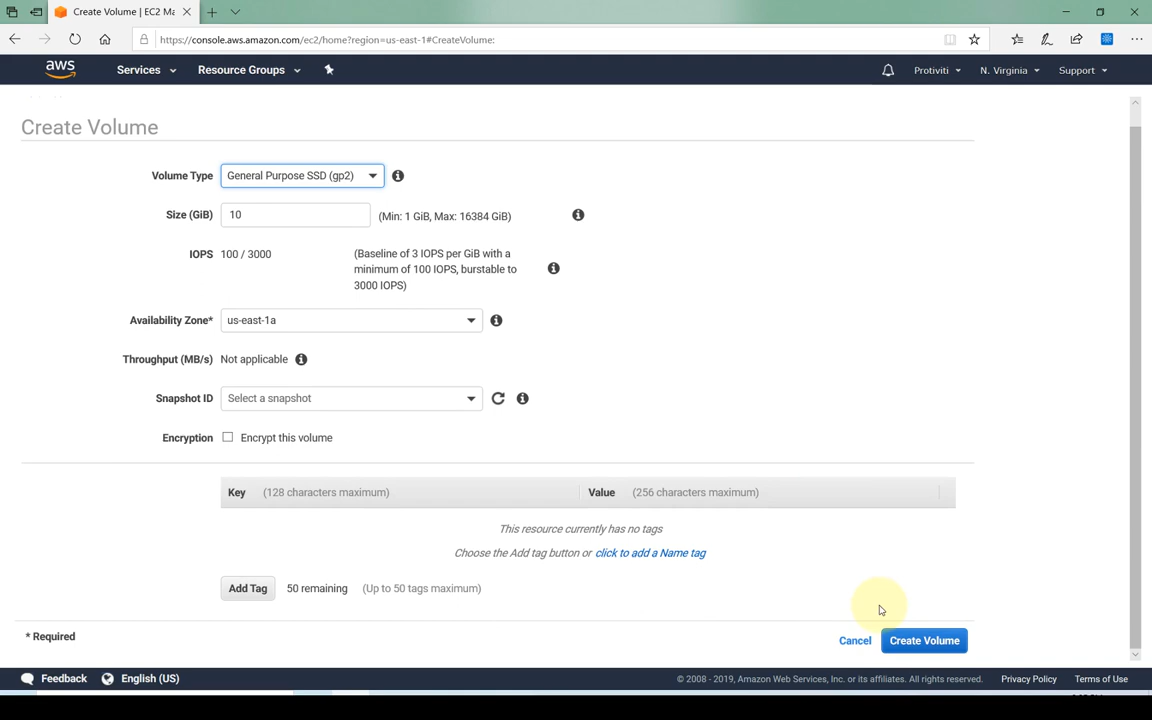 Create Volume | EC2 Ma
https://console.aws.amazon.com/ec2/home?region=us-east-1#CreateVolume:
aws Services Resource Groups Protiviti N. Virginia Support
Create Volume
Volume Type General Purpose SSD (gp2)
Size (GiB) 10 (Min: 1 GiB, Max: 16384 GiB)
IOPS 100 / 3000 (Baseline of 3 IOPS per GiB with a
minimum of 100 IOPS, burstable to
3000 IOPS)
Availability Zone* us-east-1a
Throughput (MB/s) Not applicable
Snapshot ID Select a snapshot
Encryption Encrypt this volume
Key (128 characters maximum) Value (256 characters maximum)
This resource currently has no tags
Choose the Add tag button or click to add a Name tag
Add Tag 50 remaining (Up to 50 tags maximum)
* Required
Cancel Create Volume
Feedback English (US) © 2008 - 2019, Amazon Web Services, Inc. or its affiliates. All rights reserved. Privacy Policy Terms of Use